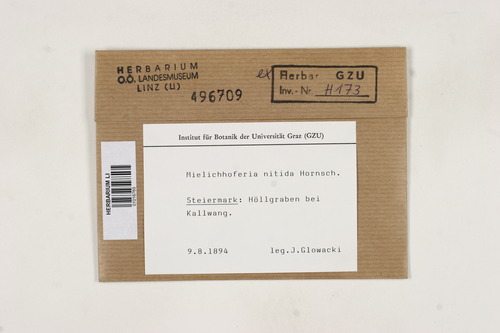 HERBARIUM
O.Ö. LANDESMUSEUM
LINZ (LI)
496709
ex Herbar GZU
Inv.-Nr. H173
Institut für Botanik der Universität Graz (GZU)
Mielichhoferia nitida Hornsch.
Steiermark: Höllgraben bei
Kallwang.
9.8.1894 leg.J.Glowacki
HERBARIUM LI